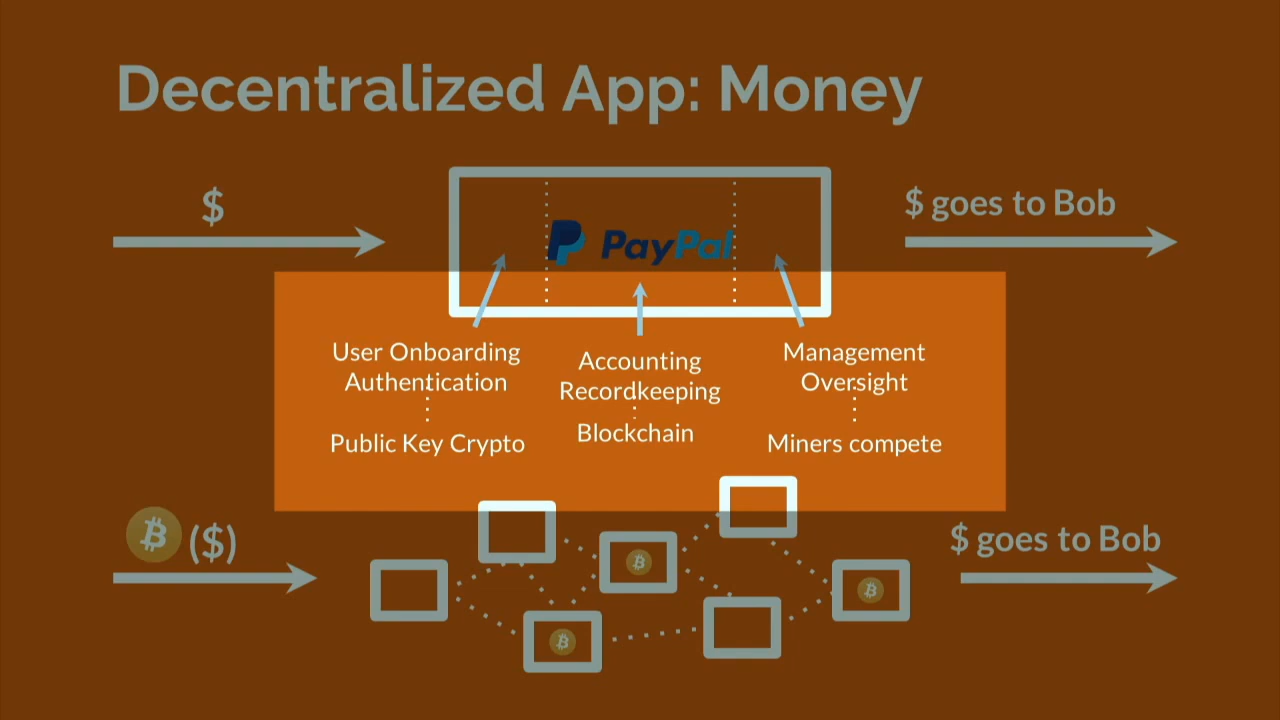 Decentralized App: Money
$
PayPal
$ goes to Bob
User Onboarding
Authentication
Accounting
Recordkeeping
Management
Oversight
Public Key Crypto
Blockchain
Miners compete
₿ ($)
$ goes to Bob
₿
₿
₿